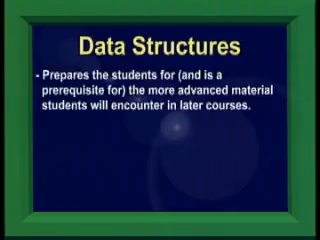 Data Structures
- Prepares the students for (and is a
prerequisite for) the more advanced material
students will encounter in later courses.